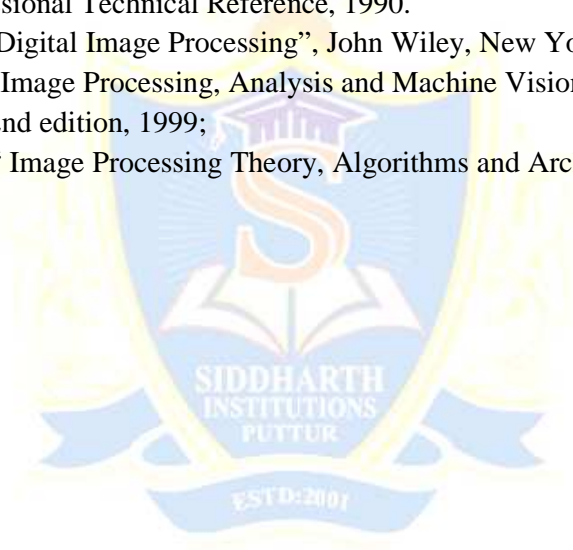 sional Technical Reference, 1990.
Digital Image Processing”, John Wiley, New Yo
Image Processing, Analysis and Machine Vision
nd edition, 1999;
Image Processing Theory, Algorithms and Arc
S
SIDDHARTH
INSTITUTIONS
PUTTUR
ESTD:2001